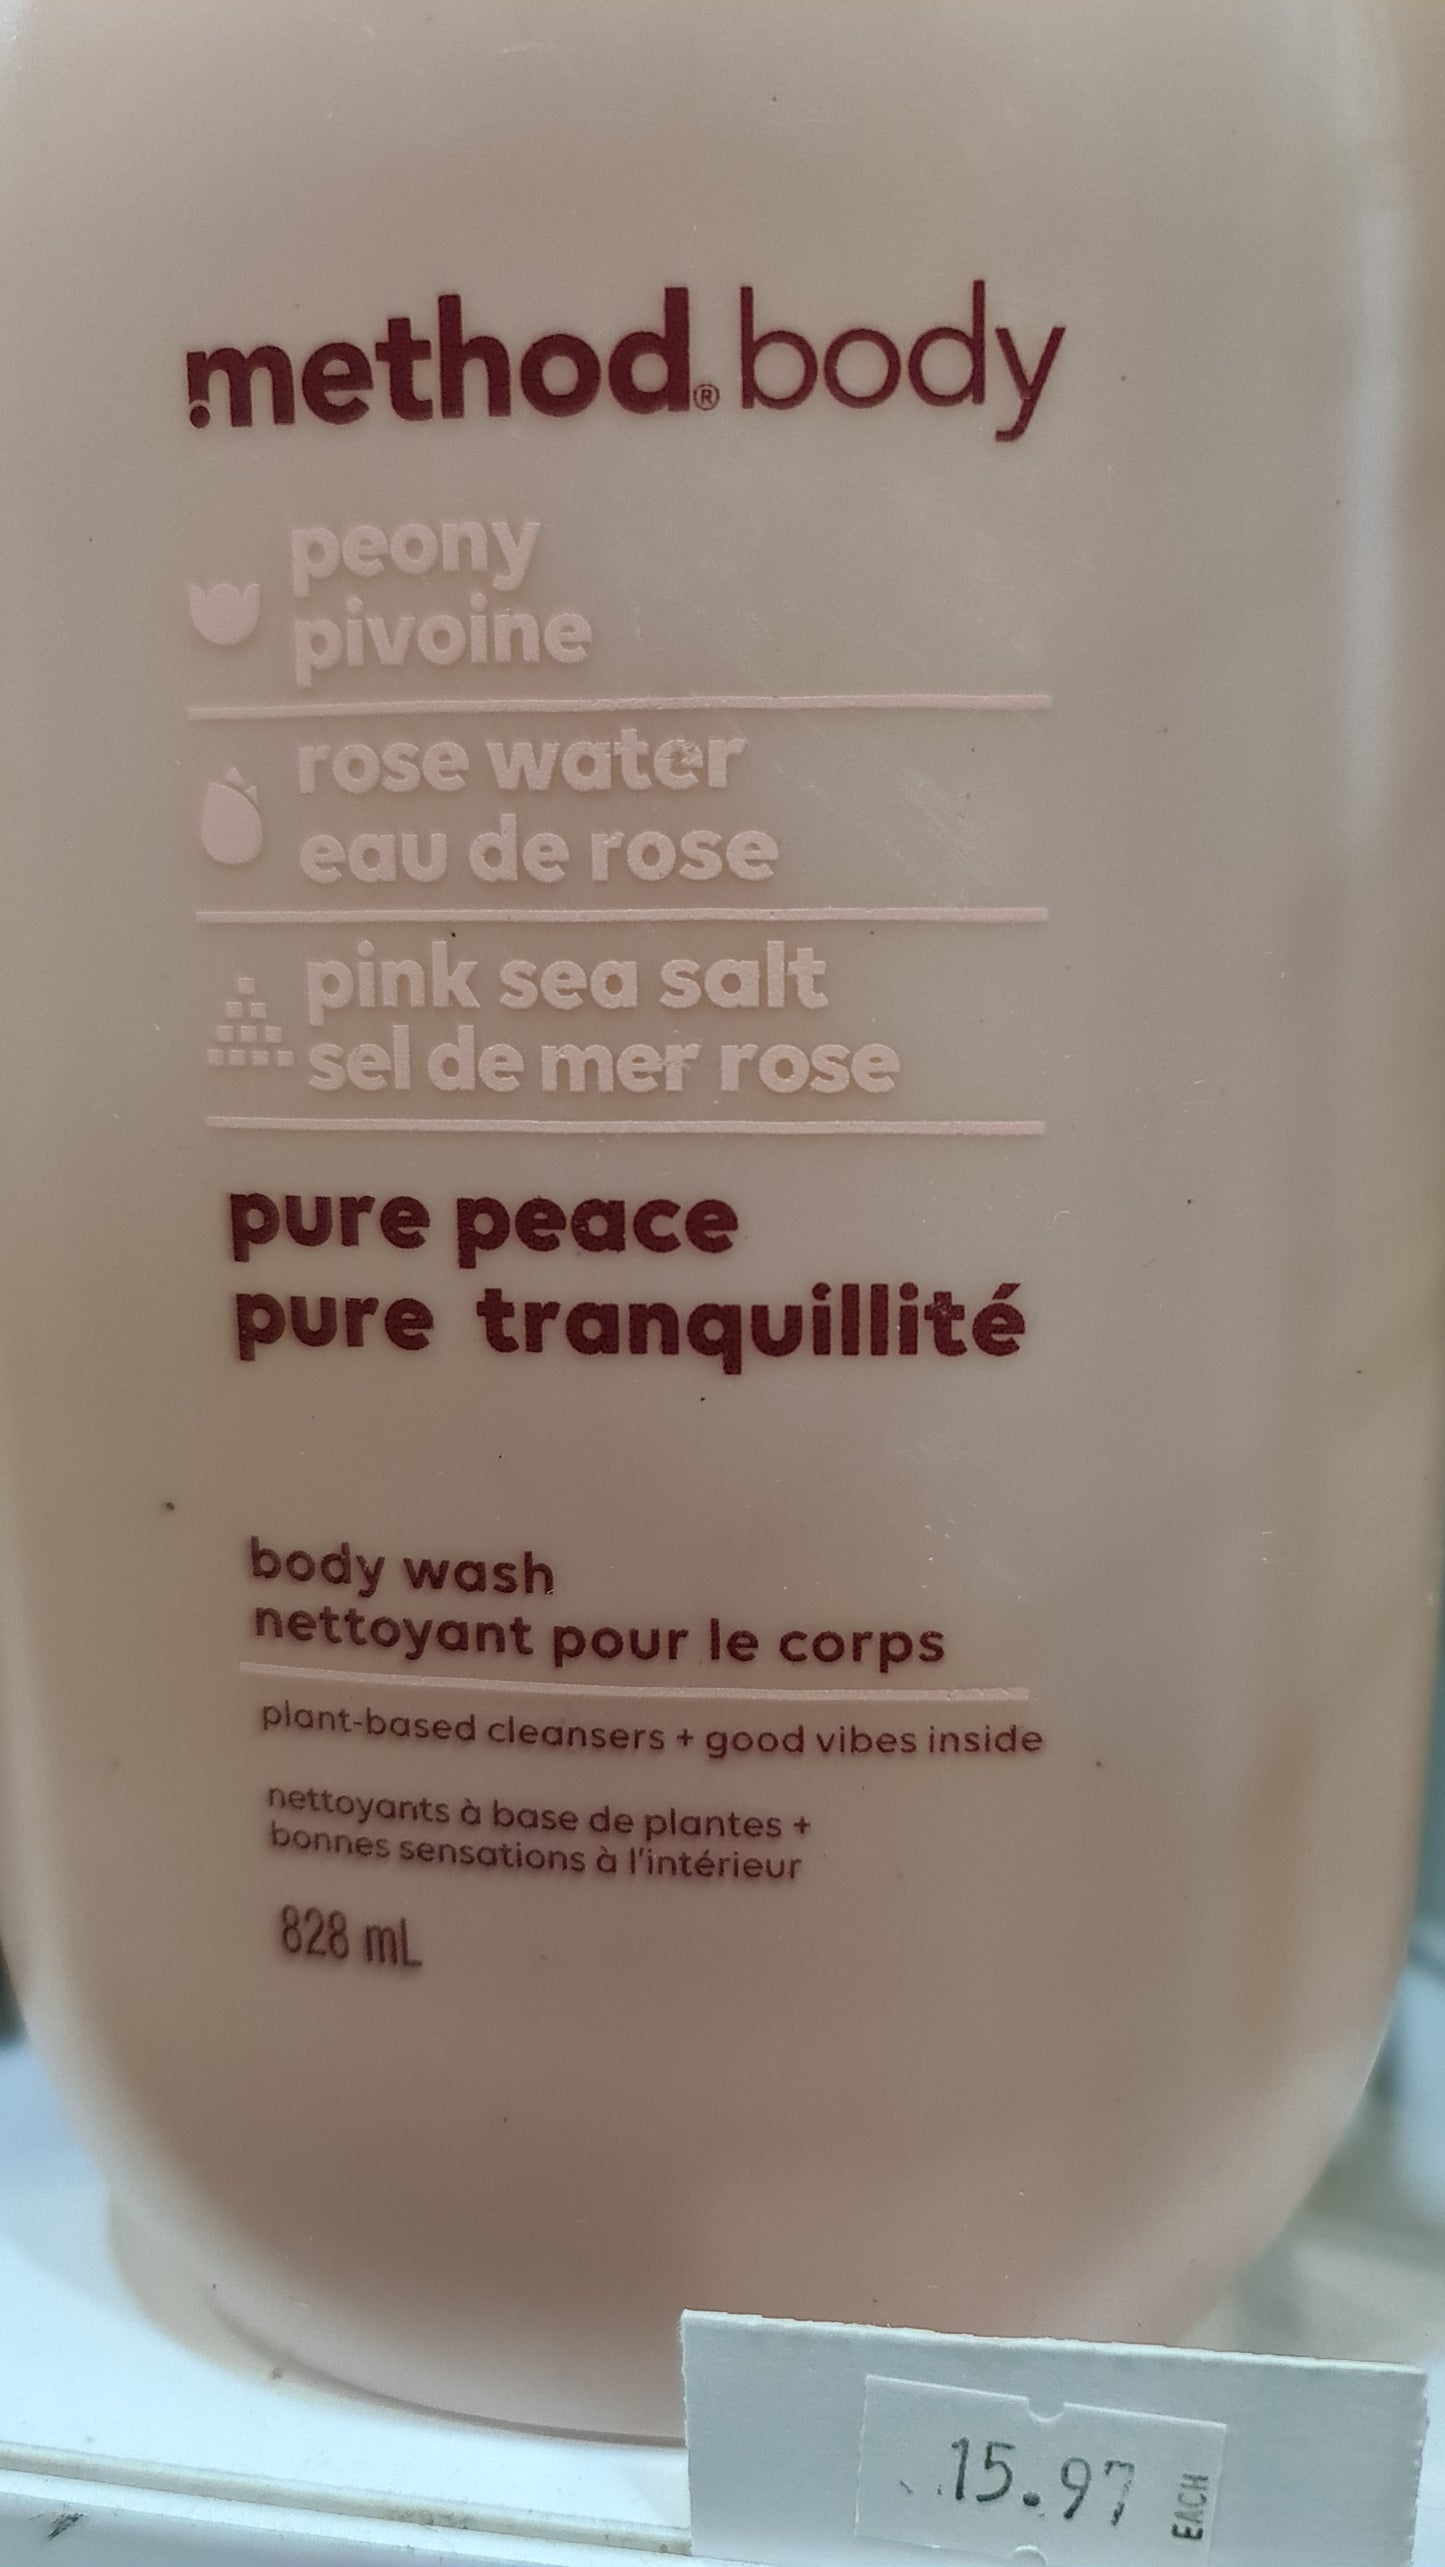 method® body
peony
pivoine
rose water
eau de rose
pink sea salt
sel de mer rose
pure peace
pure tranquillité
body wash
nettoyant pour le corps
plant-based cleansers + good vibes inside
nettoyants à base de plantes +
bonnes sensations à l'intérieur
828 mL
15.97 EACH